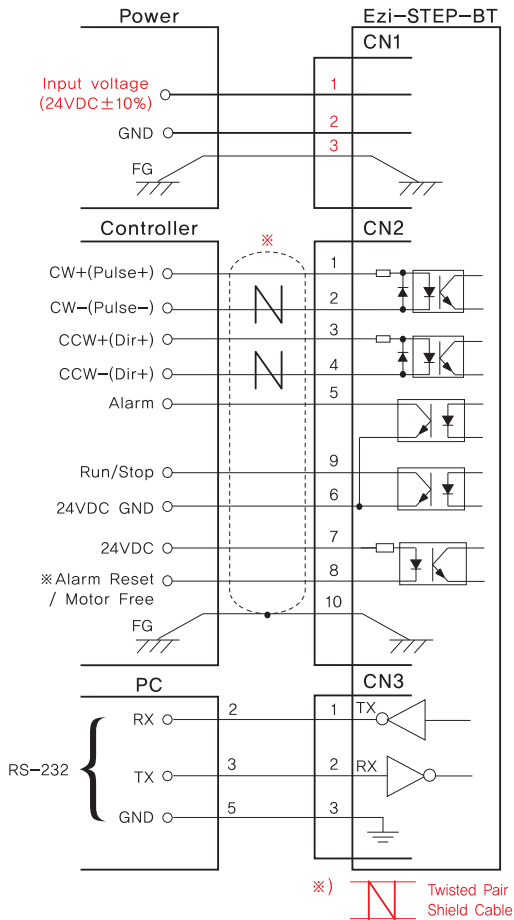 Power
Ezi-STEP-BT
CN1
Input voltage
(24VDC±10%)
1
GND
2
3
FG
Controller
CN2
※
CW+(Pulse+)
1
CW-(Pulse-)
2
CCW+(Dir+)
3
CCW-(Dir+)
4
Alarm
5
Run/Stop
9
24VDC GND
6
24VDC
7
※Alarm Reset
/ Motor Free
8
FG
10
PC
CN3
RS-232
RX
2
1
TX
TX
3
2
RX
GND
5
3
※)
Twisted Pair
Shield Cable